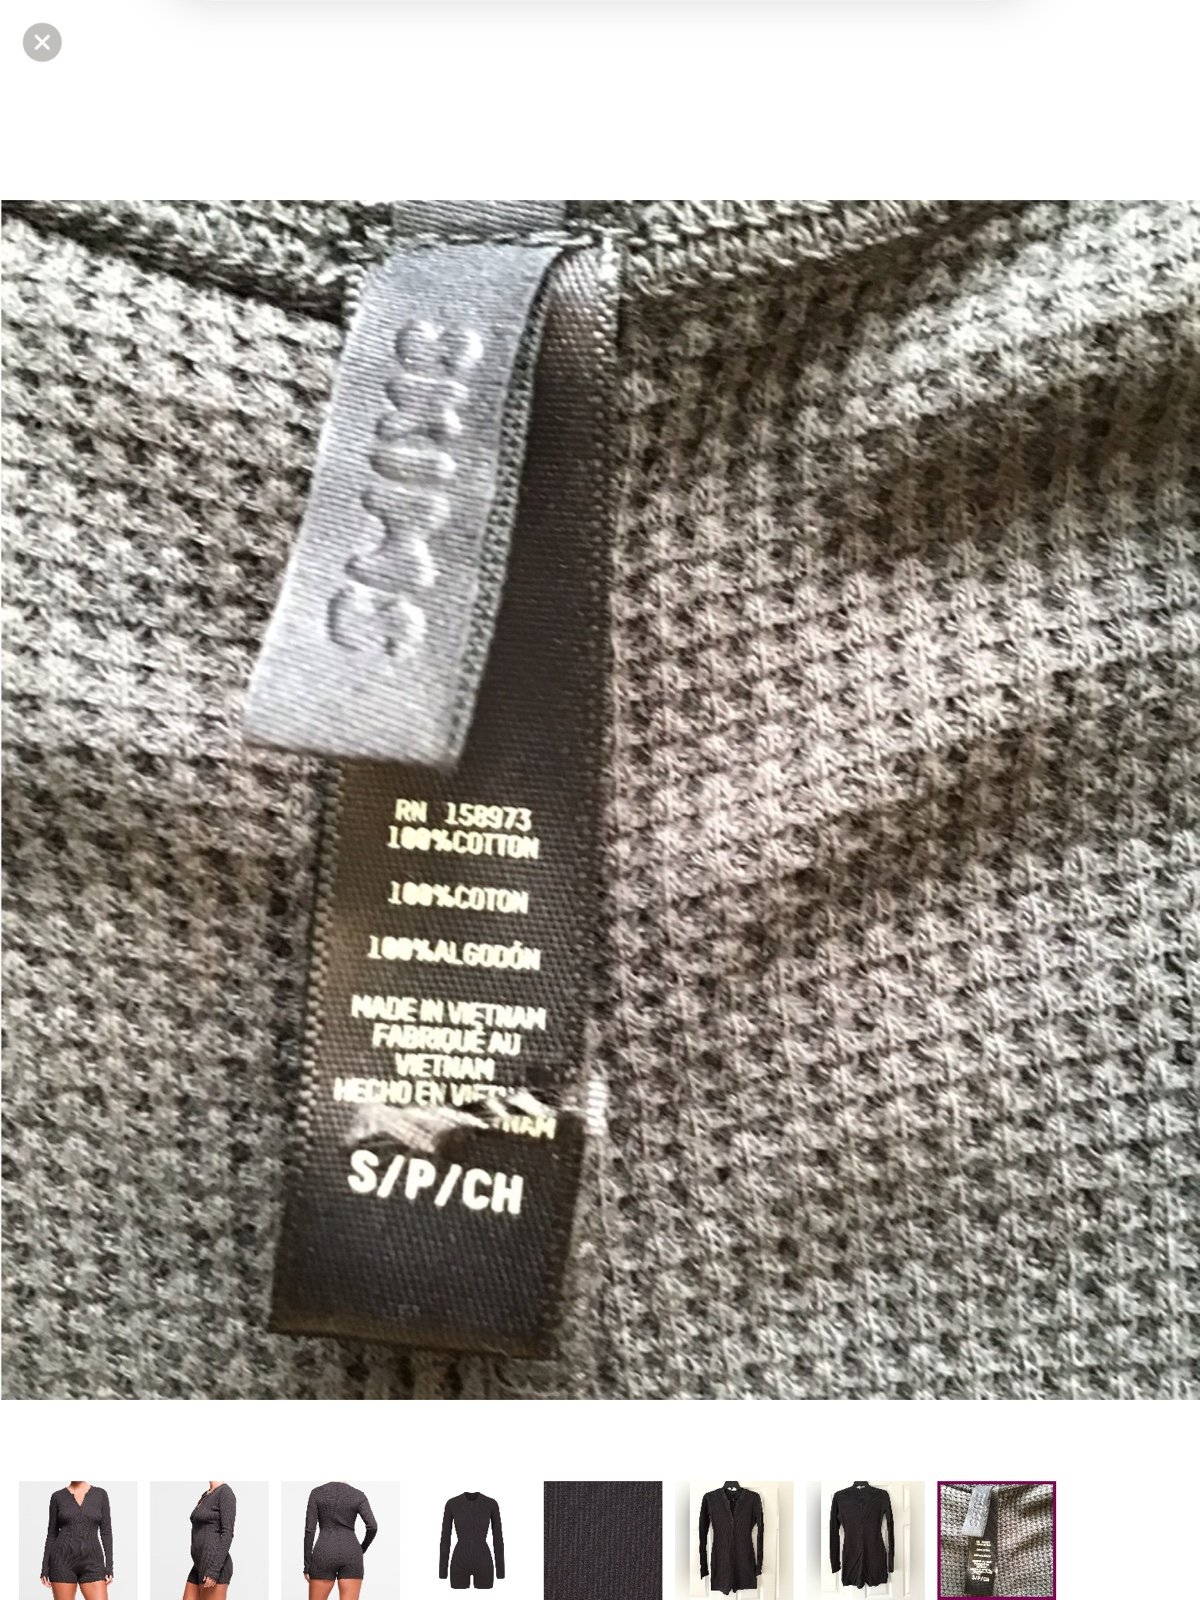 SKIMS
RN 158973
100%COTTON
100%COTON
100%ALGODÓN
MADE IN VIETNAM
FABRIQUÉ AU
VIETNAM
HECHO EN VIETNAM
S/P/CH